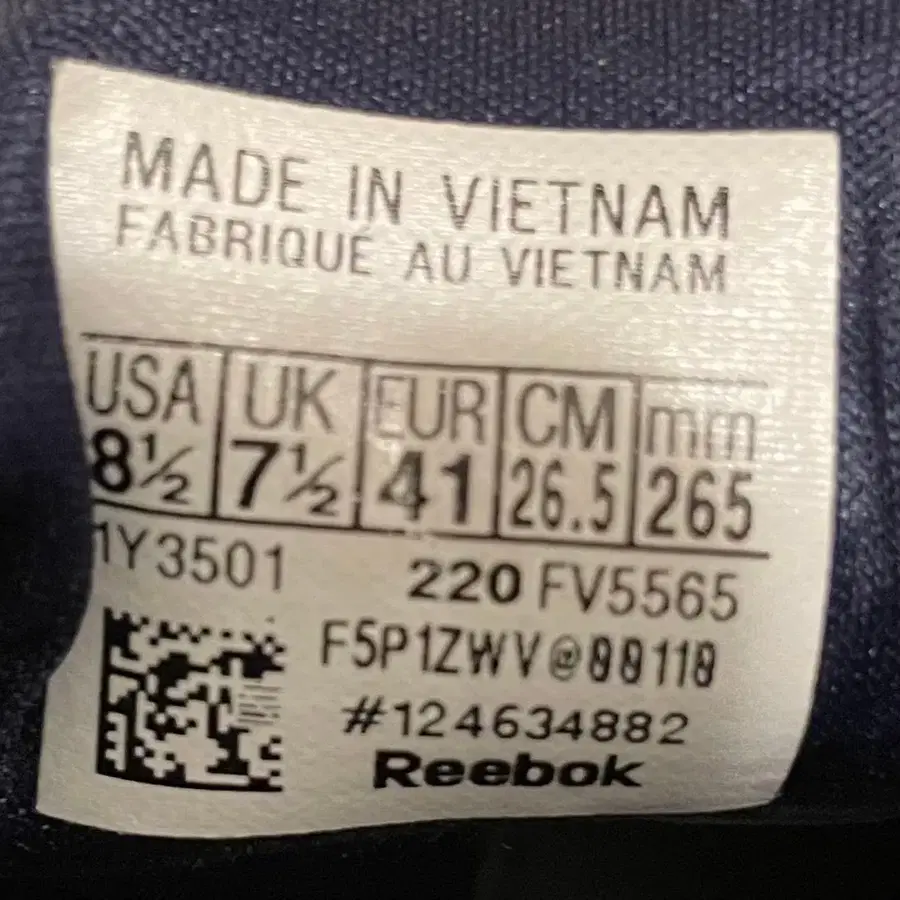 MADE IN VIETNAM
FABRIQUÉ AU VIETNAM
USA UK EUR CM mm
8½ 7½ 41 26.5 265
1Y3501 220 FV5565
F5P1ZWV@00110
#124634882
Reebok